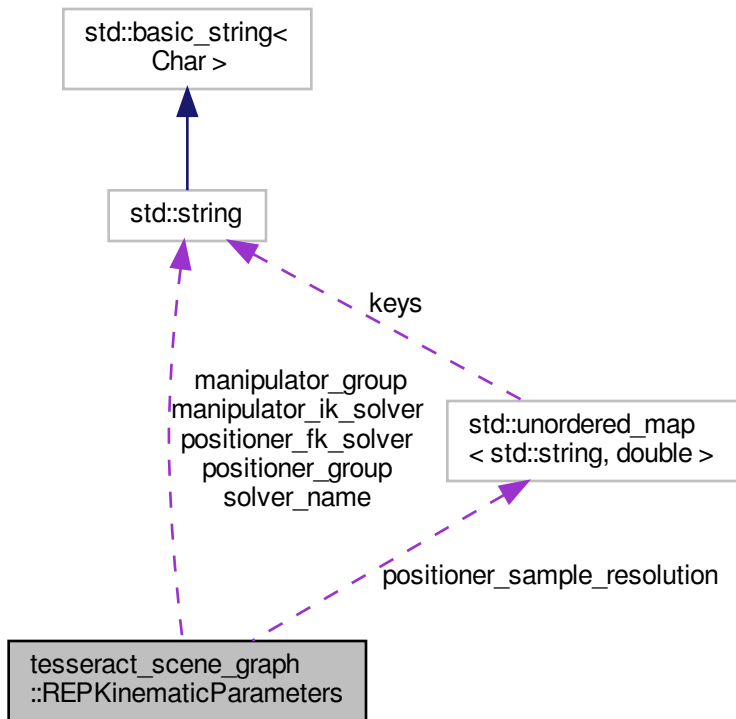 std::basic_string<
Char >
std::string
keys
manipulator_group
manipulator_ik_solver
positioner_fk_solver
positioner_group
solver_name
std::unordered_map
< std::string, double >
positioner_sample_resolution
tesseract_scene_graph
::REPKinematicParameters